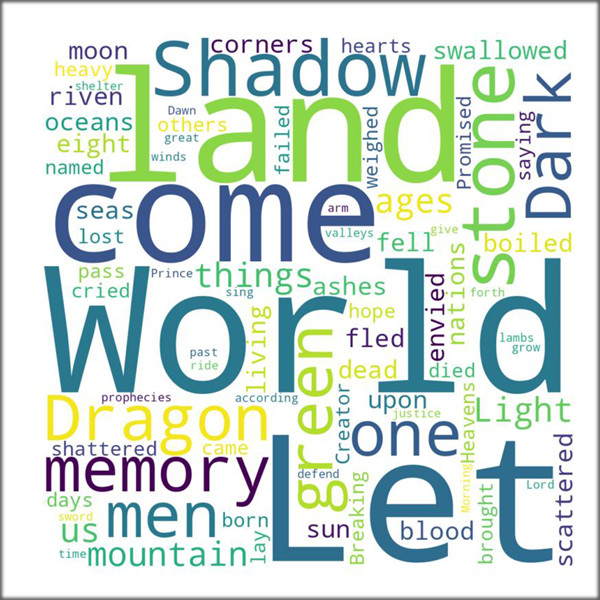 moon
corners
hearts
swallowed
heavy
shelter
Shadow
riven
land
stone
Dark
oceans
Dawn
others
great
eight
winds
named
failed
Weighed
Promised
saying
come
seas
lost
arm
valleys
give
ages
fell
boiled
pass
cried
Prince
things
sing
ashes
nations
forth
envied
World
living
hope
fled
past
ride
lambs
grow
green
dead
died
prophecies
according
Dragon
upon
justice
Light
Creator
Heavens
shattered
came
one
memory
defend
Let
Breaking
Morning
brought
Lord
scattered
days
men
born
sun
blood
sword
us
lay
time
mountain